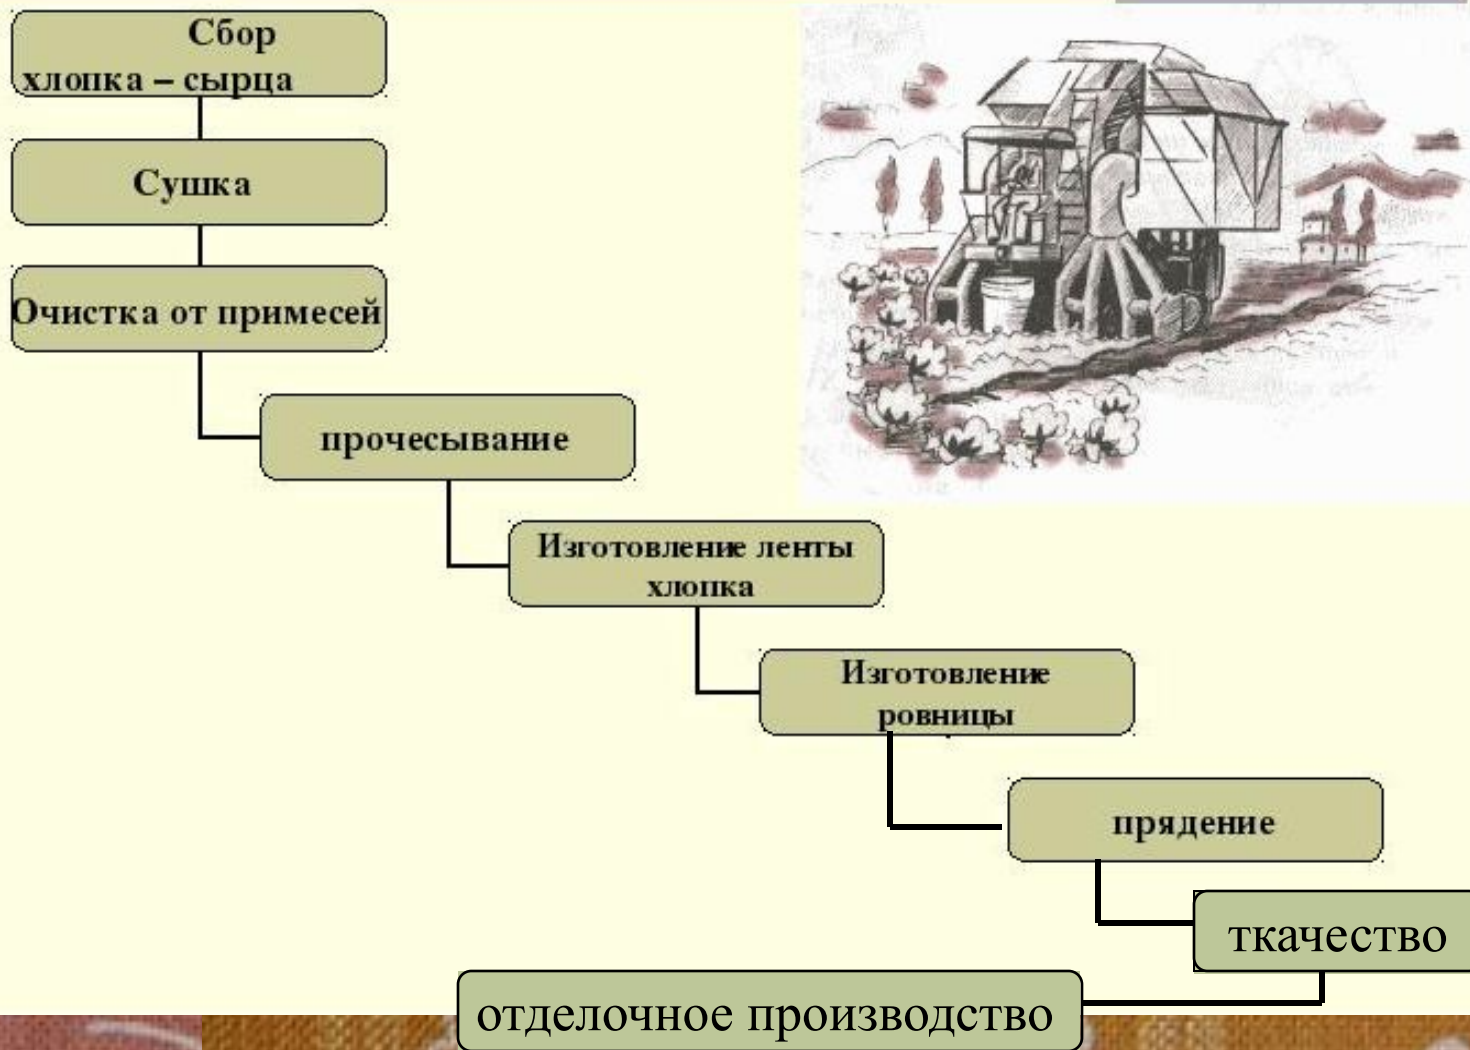 Сбор
хлопка – сырца
Сушка
Очистка от примесей
прочесывание
Изготовление ленты
хлопка
Изготовление
ровницы
прядение
ткачество
отделочное производство